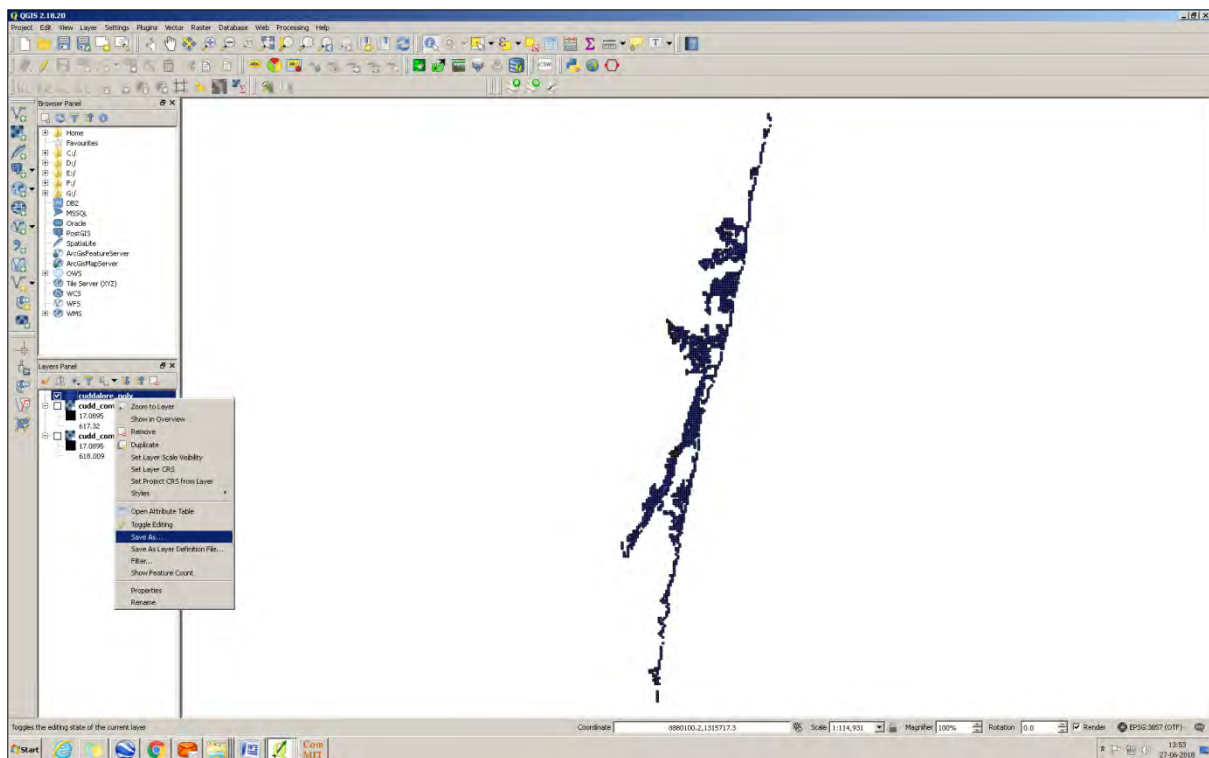 QGIS 2.18.20
Project Edit View Layer Settings Plugins Vector Raster Database Web Processing Help
CSW
Browser Panel
Home
Favourites
C:/
D:/
E:/
F:/
G:/
DB2
MSSQL
Oracle
PostGIS
SpatiaLite
ArcGisFeatureServer
ArcGisMapServer
OWS
Tile Server (XYZ)
WCS
WFS
WMS
Layers Panel
cuddalore_poly
cudd_com
17.0895
617.32
cudd_com
17.0895
618.009
Zoom to Layer
Show in Overview
Remove
Duplicate
Set Layer Scale Visibility
Set Layer CRS
Set Project CRS from Layer
Styles
Open Attribute Table
Toggle Editing
Save As...
Save As Layer Definition File...
Filter...
Show Feature Count
Properties
Rename
Toggles the editing state of the current layer
Coordinate 8880100.2,1315717.3 Scale 1:114,931 Magnifier 100% Rotation 0.0 Render EPSG:3857 (OTF)
Start
Com
MIT
13:53
27-06-2018